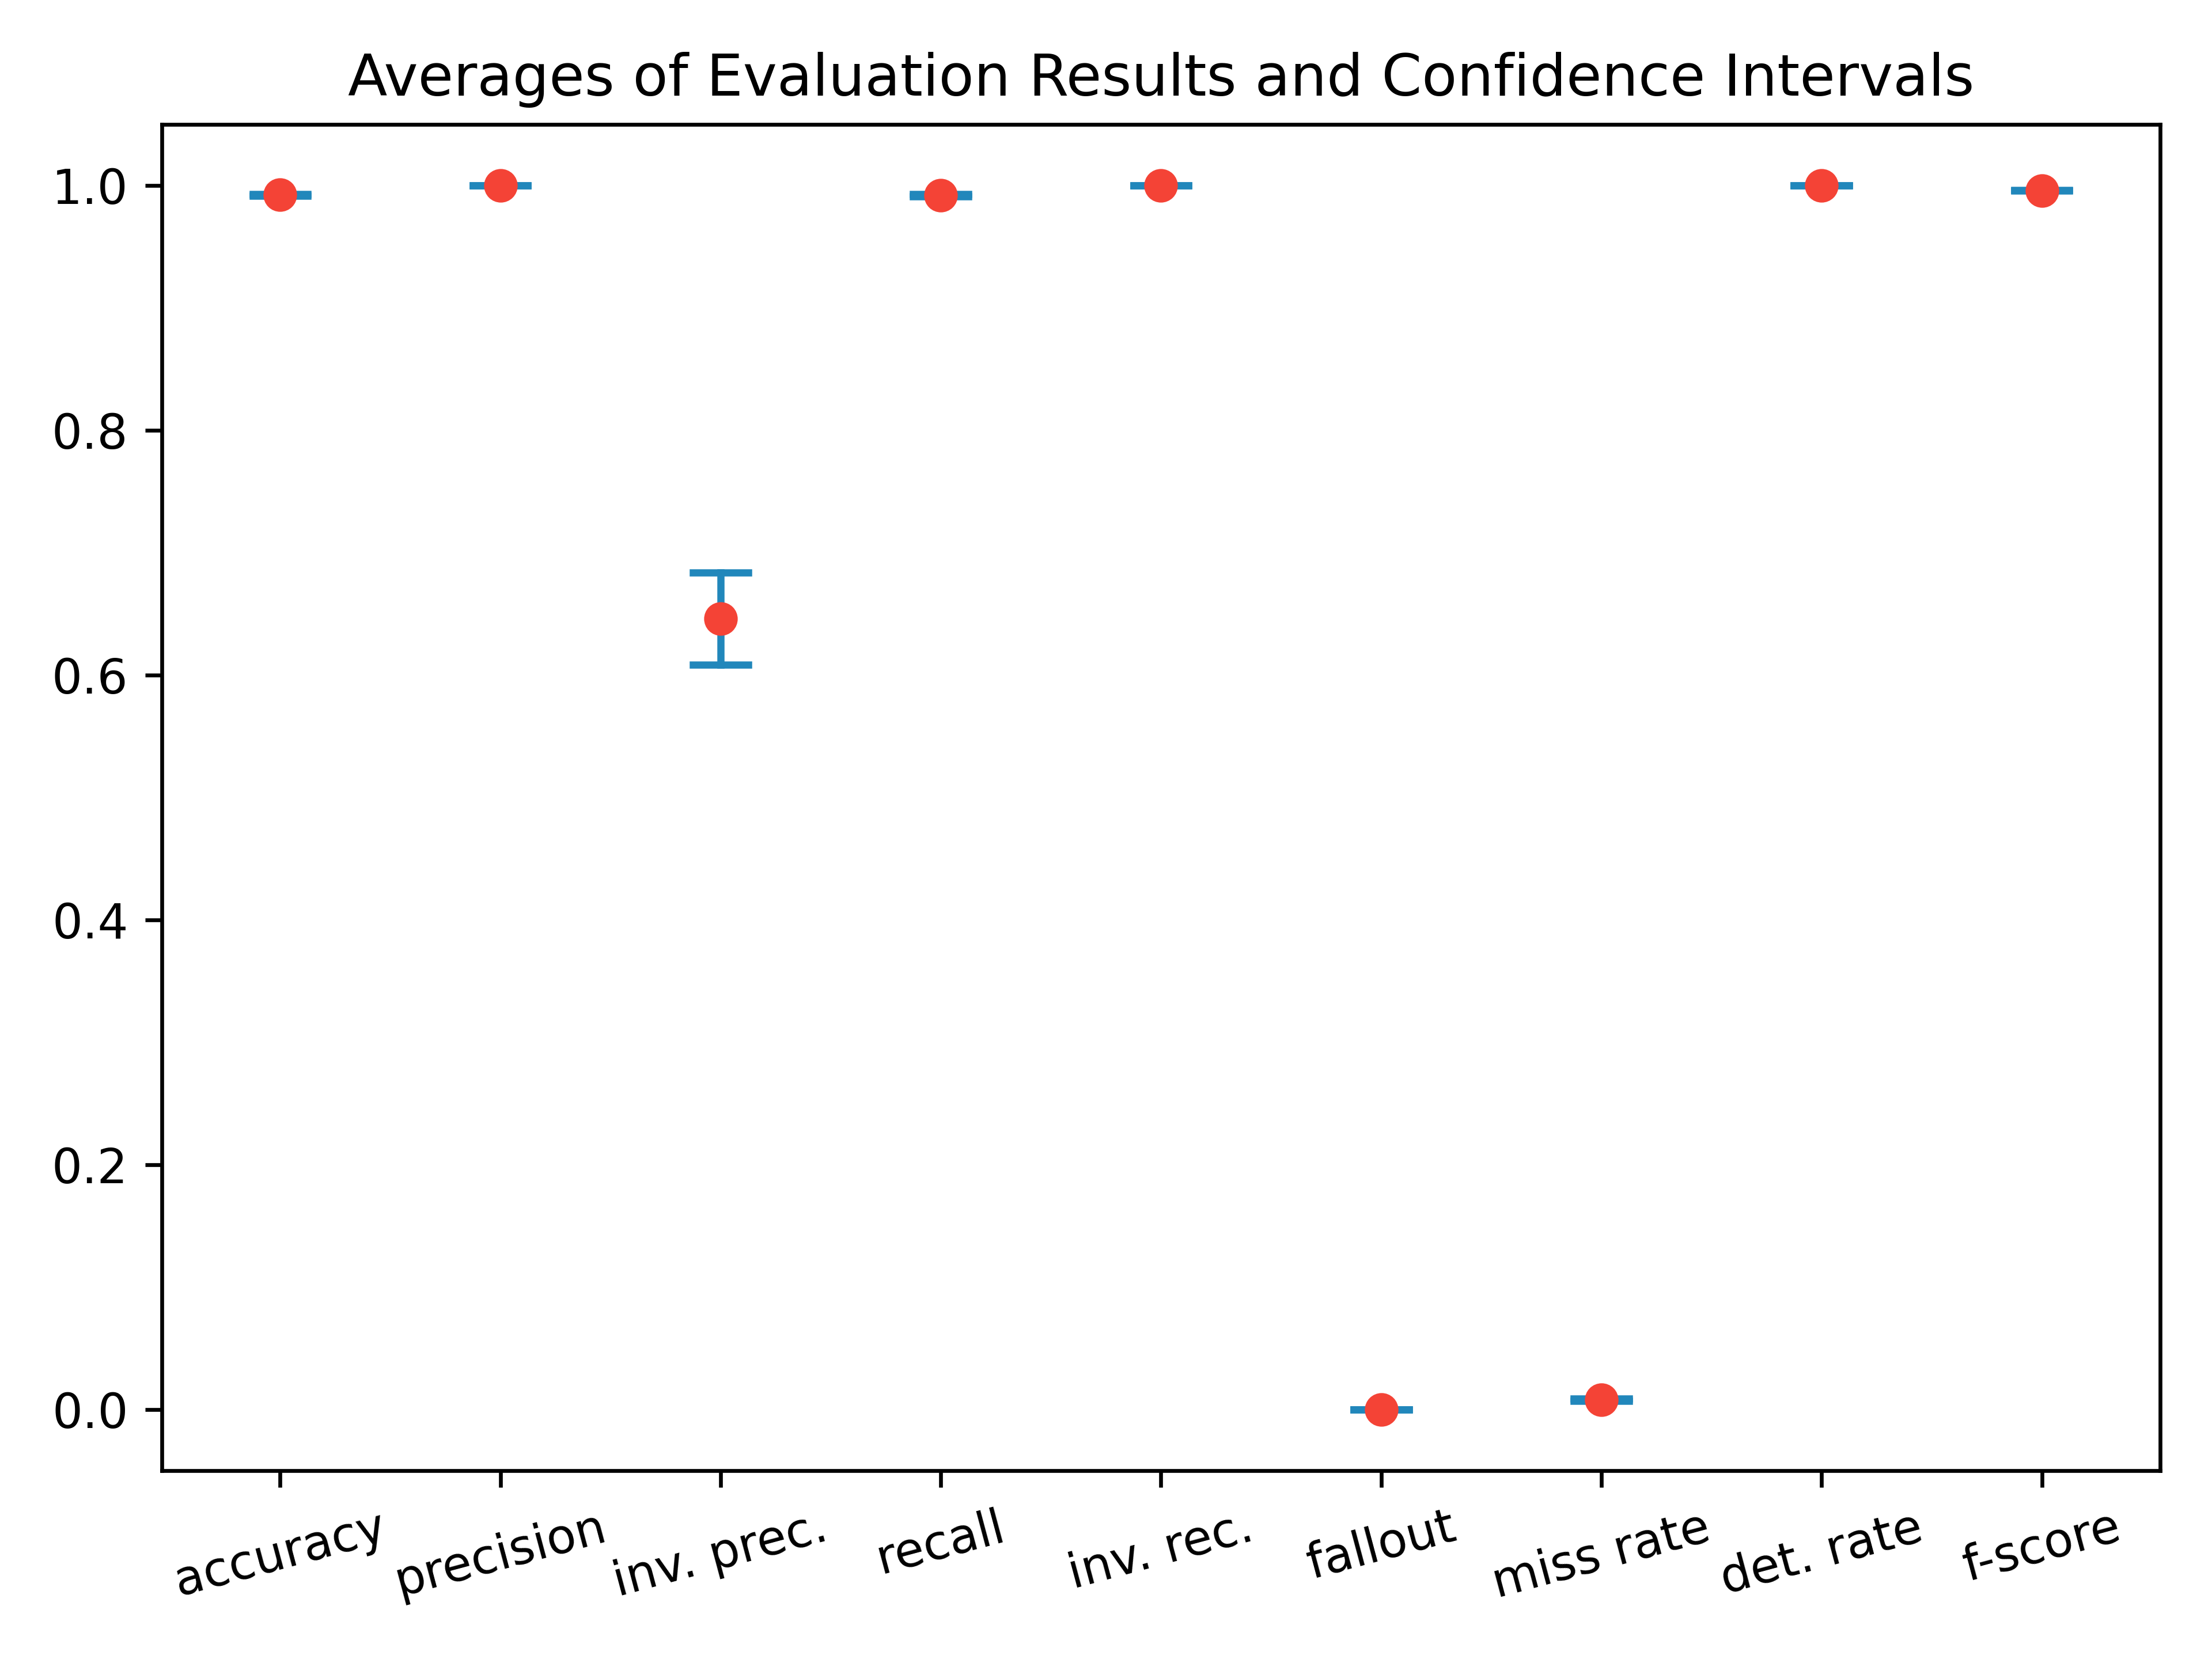 Averages of Evaluation Results and Confidence Intervals
1.0
0.8
0.6
0.4
0.2
0.0
accuracy
precision
inv. prec.
recall
inv. rec.
fallout
miss rate
det. rate
f-score